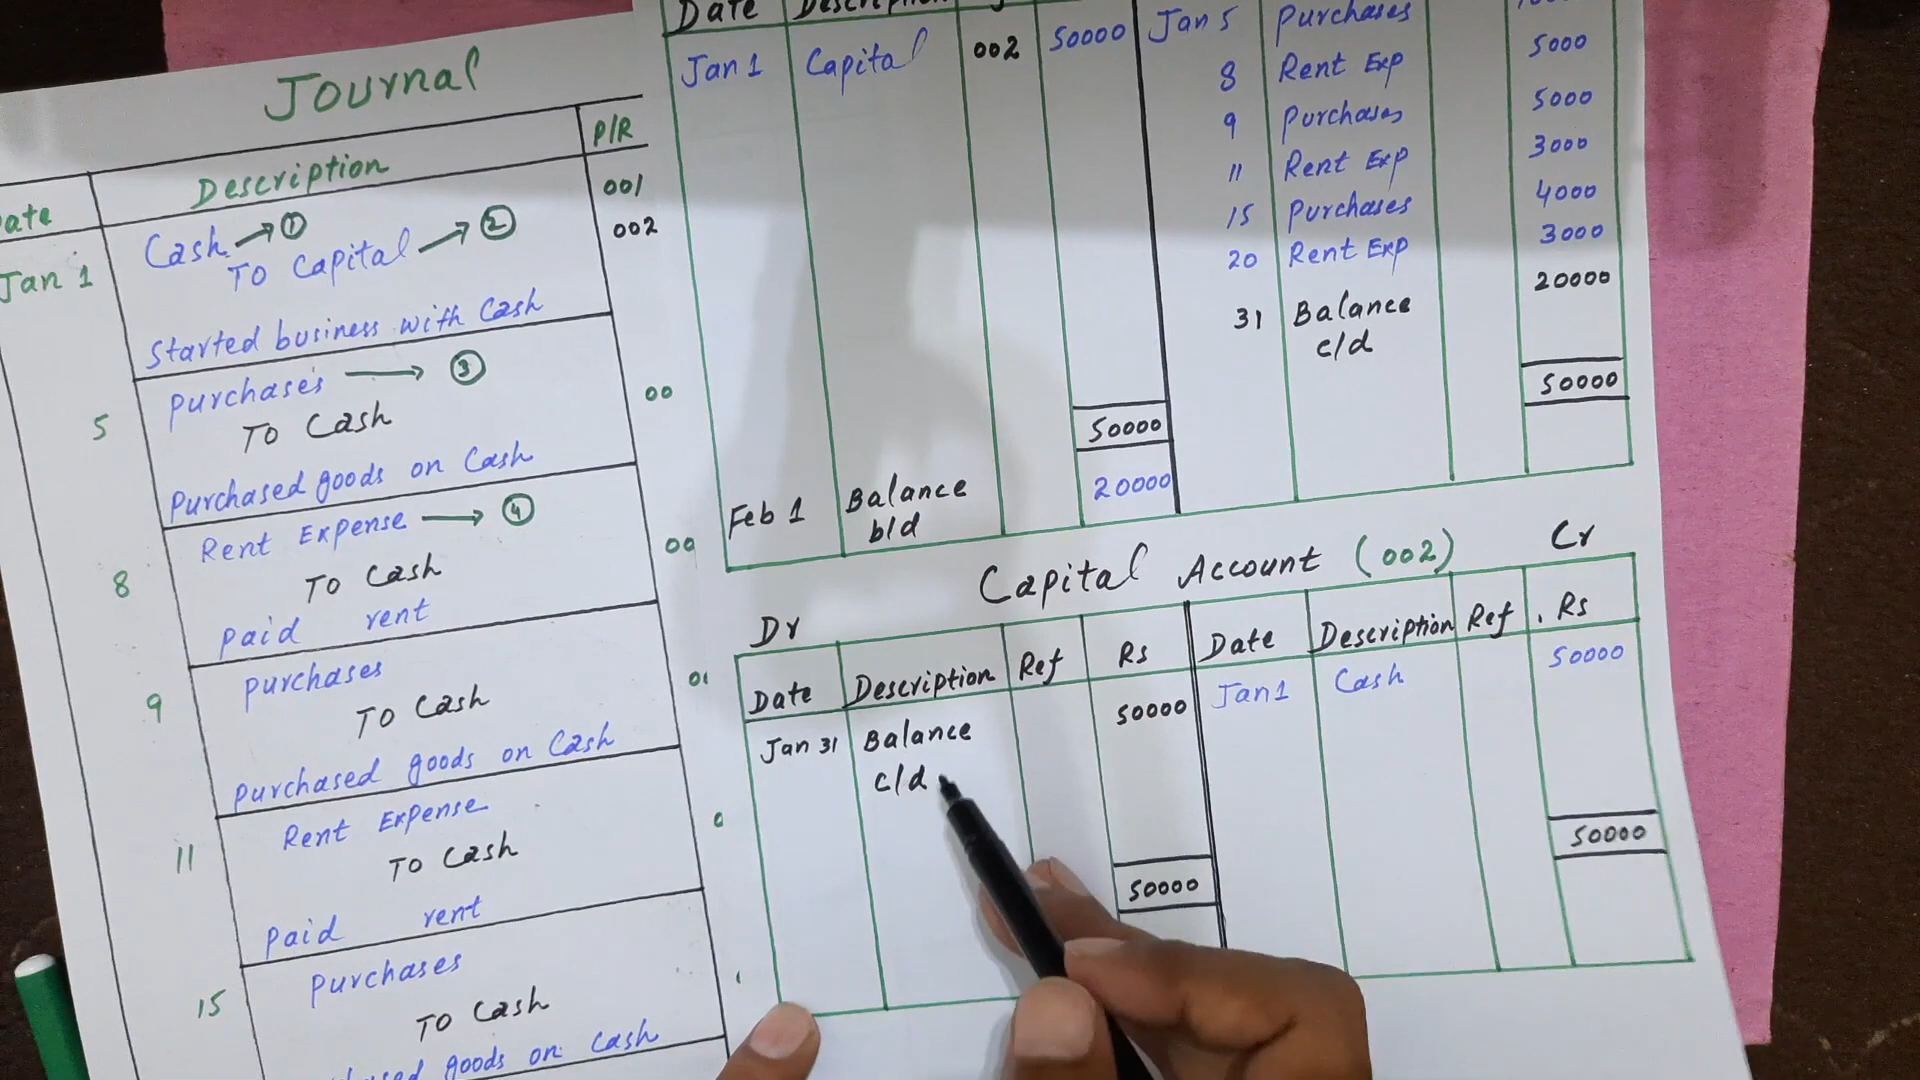 Journal
Date Description P/R
Jan 1 Cash → ① 001
TO Capital → ② 002
Started business with Cash
5 Purchases → ③ 00
TO Cash
Purchased goods on Cash
8 Rent Expense → ④ 00
TO Cash
Paid rent
9 Purchases
TO Cash
Purchased goods on Cash
11 Rent Expense
TO Cash
Paid rent
15 Purchases
TO Cash
goods on Cash
Date Description
Jan 1 Capital 002 50000 Jan 5 Purchases
8 Rent Exp 5000
9 Purchases 5000
11 Rent Exp 3000
15 Purchases 4000
20 Rent Exp 3000
31 Balance 20000
c/d
50000 50000
Feb 1 Balance 20000
b/d
Capital Account (002)
Dr Cr
Date Description Ref Rs Date Description Ref . Rs
Jan 31 Balance 50000 Jan 1 Cash 50000
c/d
50000 50000